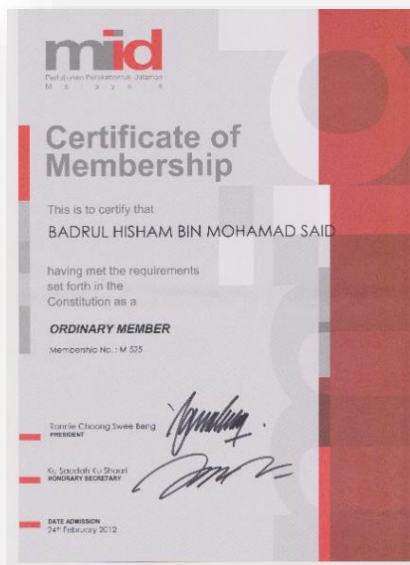 miid
Pertubuhan Perekabentuk Dalaman
M a l a y s i a
Certificate of
Membership
This is to certify that
BADRUL HISHAM BIN MOHAMAD SAID
having met the requirements
set forth in the
Constitution as a
ORDINARY MEMBER
Membership No. : M 525
Ronnie Choong Swee Beng
PRESIDENT
Ku Saodah Ku Shaari
HONORARY SECRETARY
DATE ADMISSION
24th February 2012